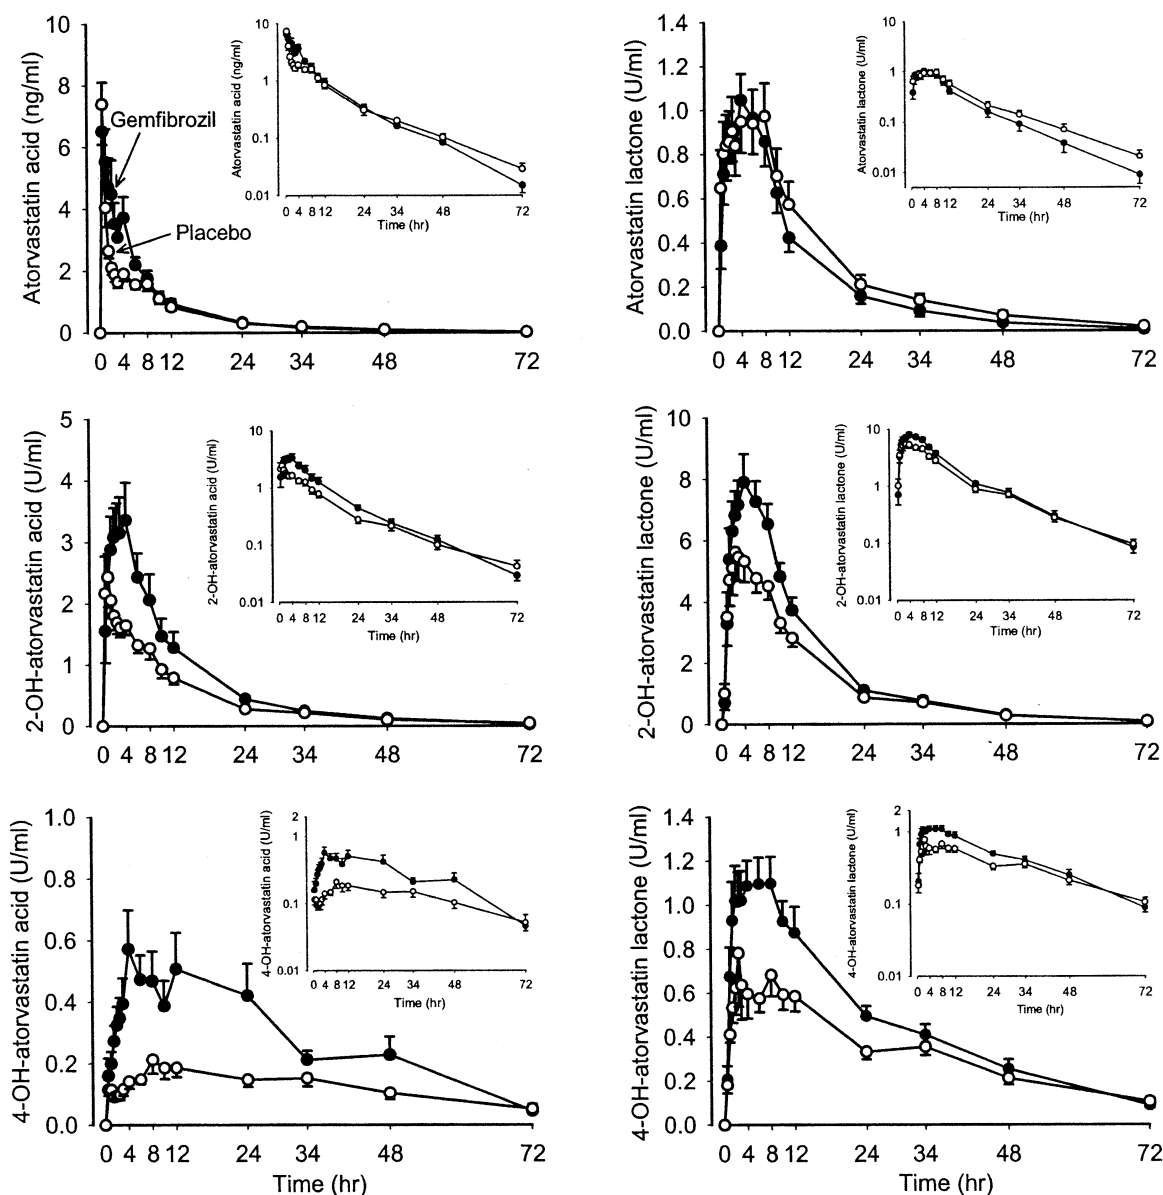 Atorvastatin acid (ng/ml)
10
8
6
4
2
0
0 4 8 12 24 34 48 72
Gemfibrozil
Placebo
Atorvastatin acid (ng/ml)
10
1
0.1
0.01
0 4 8 12 24 34 48 72
Time (hr)
Atorvastatin lactone (U/ml)
1.4
1.2
1.0
0.8
0.6
0.4
0.2
0.0
0 4 8 12 24 34 48 72
Atorvastatin lactone (U/ml)
10
1
0.1
0.01
0 4 8 12 24 34 48 72
Time (hr)
2-OH-atorvastatin acid (U/ml)
5
4
3
2
1
0
0 4 8 12 24 34 48 72
2-OH-atorvastatin acid (U/ml)
10
1
0.1
0.01
0 4 8 12 24 34 48 72
Time (hr)
2-OH-atorvastatin lactone (U/ml)
10
8
6
4
2
0
0 4 8 12 24 34 48 72
2-OH-atorvastatin lactone (U/ml)
10
1
0.1
0.01
0 4 8 12 24 34 48 72
Time (hr)
4-OH-atorvastatin acid (U/ml)
1.0
0.8
0.6
0.4
0.2
0.0
0 4 8 12 24 34 48 72
Time (hr)
4-OH-atorvastatin acid (U/ml)
2
1
0.1
0.01
0 4 8 12 24 34 48 72
Time (hr)
4-OH-atorvastatin lactone (U/ml)
1.4
1.2
1.0
0.8
0.6
0.4
0.2
0.0
0 4 8 12 24 34 48 72
Time (hr)
4-OH-atorvastatin lactone (U/ml)
2
1
0.1
0.01
0 4 8 12 24 34 48 72
Time (hr)